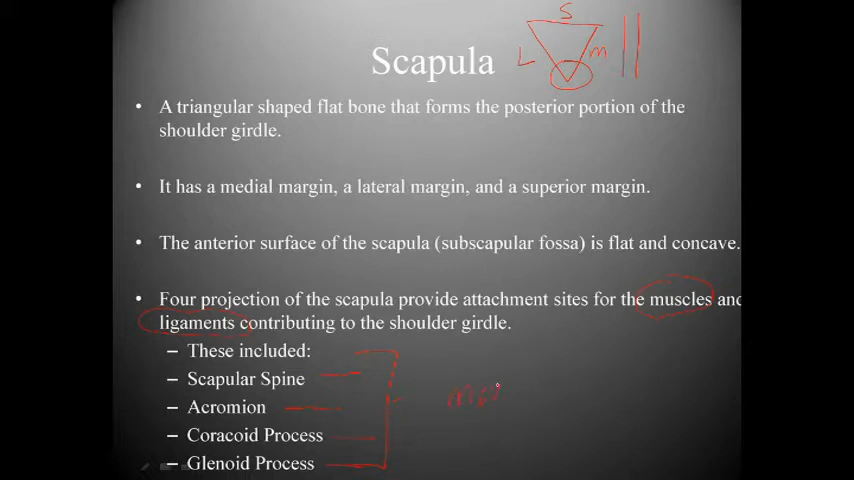 S
Scapula
L
m
• A triangular shaped flat bone that forms the posterior portion of the
shoulder girdle.
• It has a medial margin, a lateral margin, and a superior margin.
• The anterior surface of the scapula (subscapular fossa) is flat and concave.
• Four projection of the scapula provide attachment sites for the muscles and
ligaments contributing to the shoulder girdle.
– These included:
– Scapular Spine
– Acromion
– Coracoid Process
– Glenoid Process